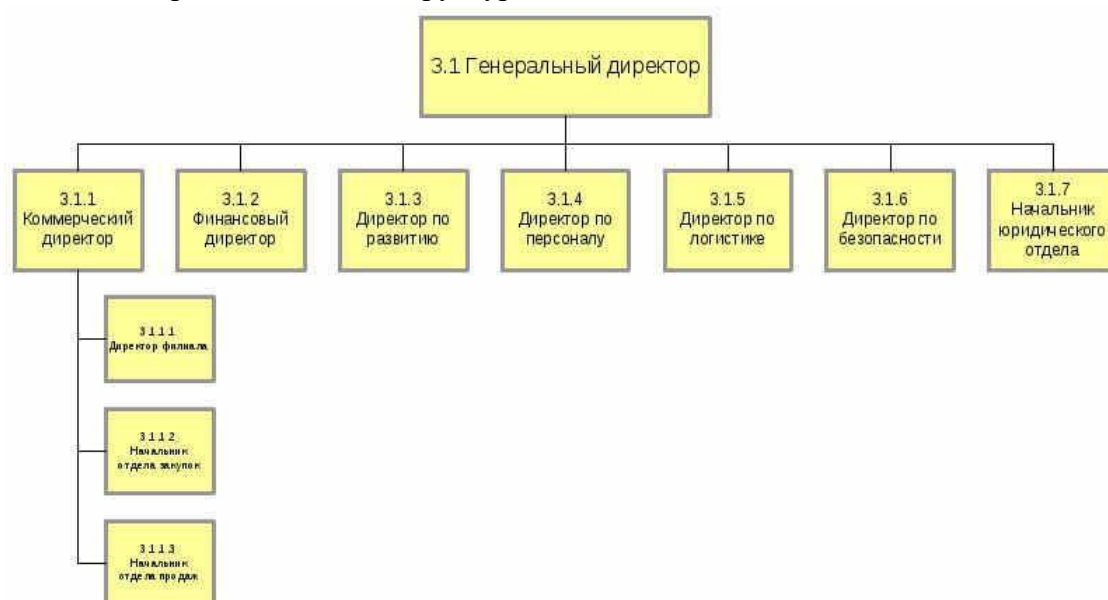 3.1 Генеральный директор
3.1.1
Коммерческий
директор
3.1.2
Финансовый
директор
3.1.3
Директор по
развитию
3.1.4
Директор по
персоналу
3.1.5
Директор по
логистике
3.1.6
Директор по
безопасности
3.1.7
Начальник
юридического
отдела
3.1.1.1
Директор филиала
3.1.1.2
Начальник
отдела закупок
3.1.1.3
Начальник
отдела продаж